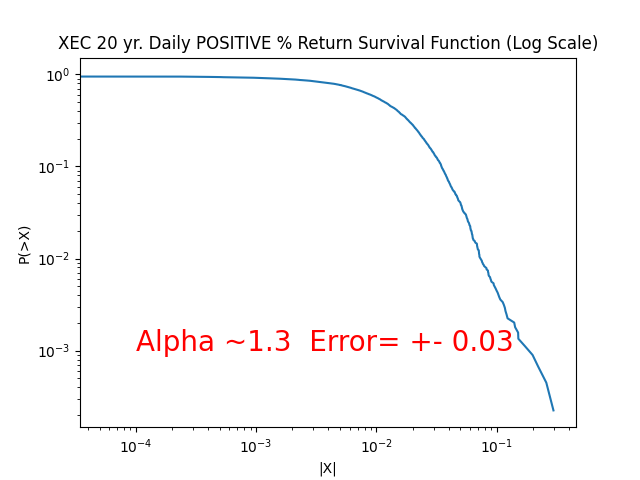 XEC 20 yr. Daily POSITIVE % Return Survival Function (Log Scale)
10⁰
10⁻¹
P(>X)
10⁻²
Alpha ~1.3  Error= +- 0.03
10⁻³
10⁻⁴ 10⁻³ 10⁻² 10⁻¹
|X|